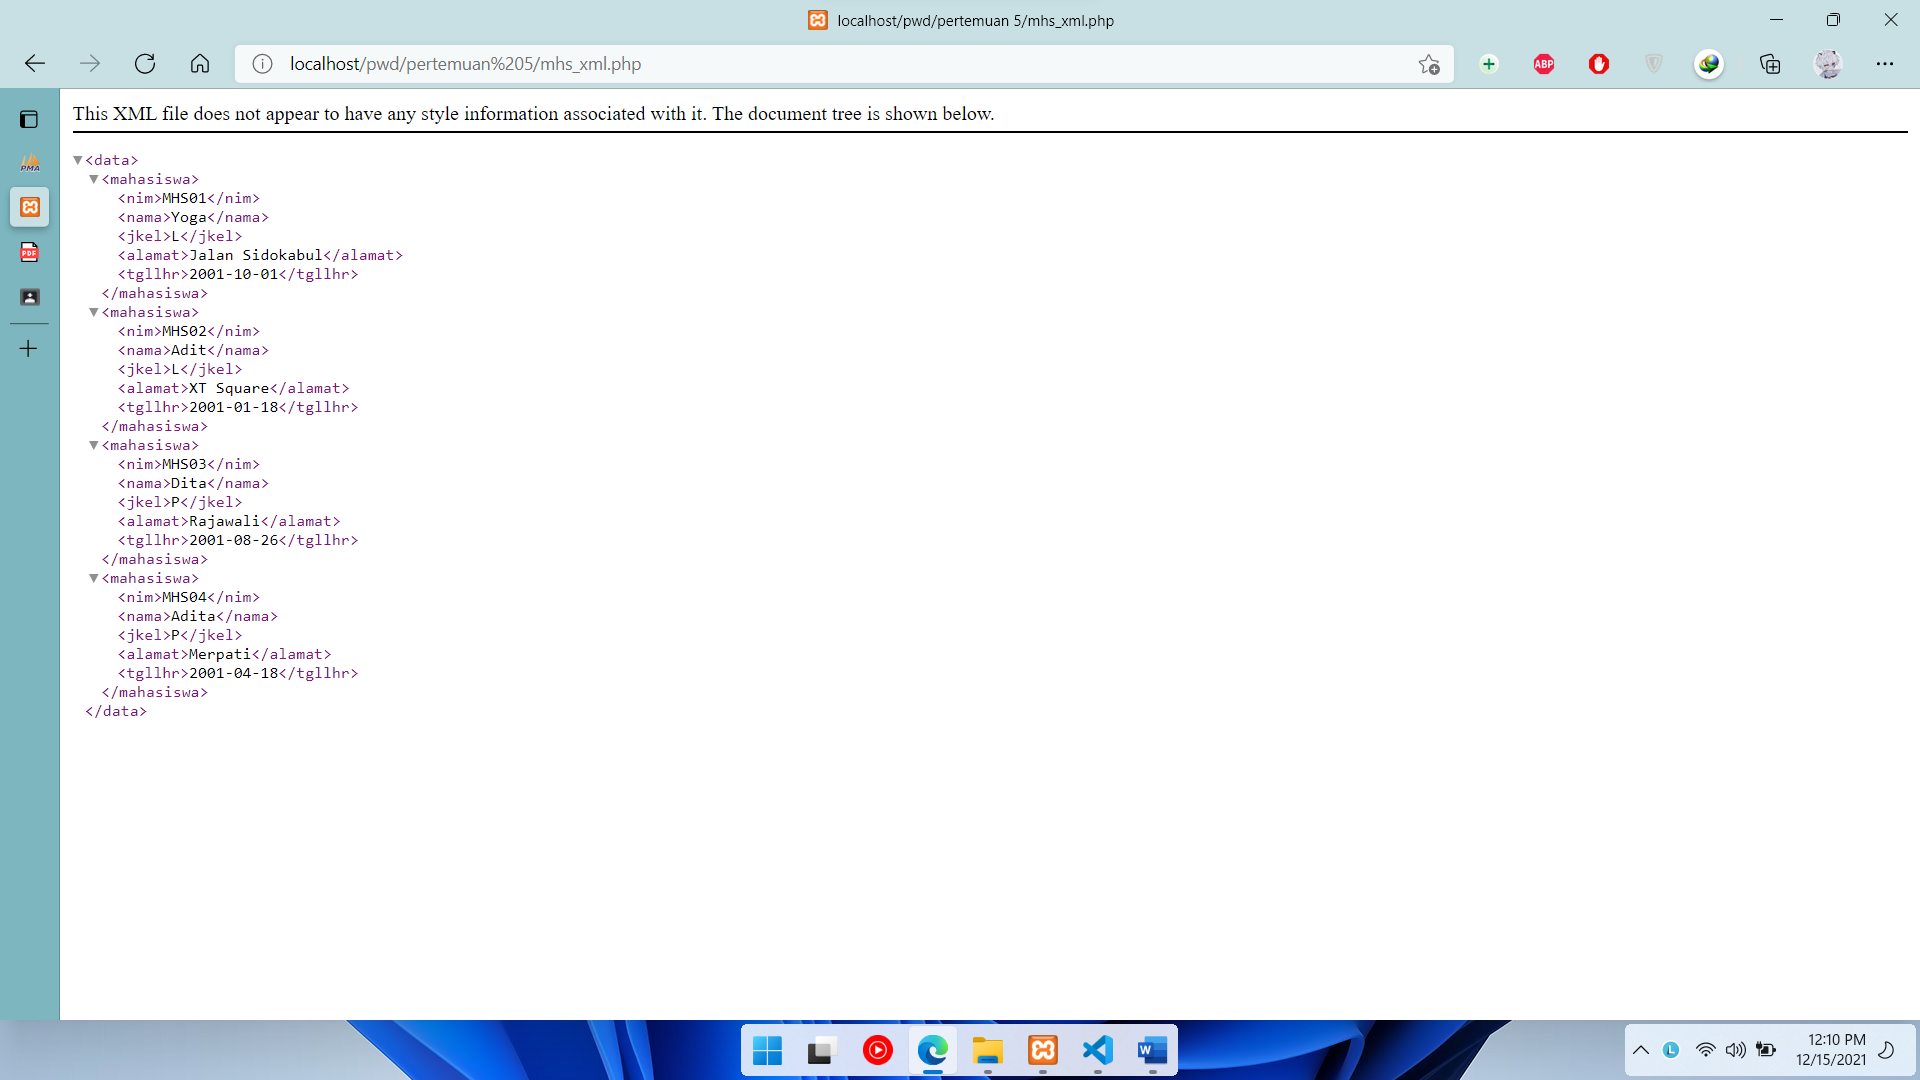 localhost/pwd/pertemuan 5/mhs_xml.php
localhost/pwd/pertemuan%205/mhs_xml.php
ABP
PMA
PDF
This XML file does not appear to have any style information associated with it. The document tree is shown below.
▼<data>
▼<mahasiswa>
<nim>MHS01</nim>
<nama>Yoga</nama>
<jkel>L</jkel>
<alamat>Jalan Sidokabul</alamat>
<tgllhr>2001-10-01</tgllhr>
</mahasiswa>
▼<mahasiswa>
<nim>MHS02</nim>
<nama>Adit</nama>
<jkel>L</jkel>
<alamat>XT Square</alamat>
<tgllhr>2001-01-18</tgllhr>
</mahasiswa>
▼<mahasiswa>
<nim>MHS03</nim>
<nama>Dita</nama>
<jkel>P</jkel>
<alamat>Rajawali</alamat>
<tgllhr>2001-08-26</tgllhr>
</mahasiswa>
▼<mahasiswa>
<nim>MHS04</nim>
<nama>Adita</nama>
<jkel>P</jkel>
<alamat>Merpati</alamat>
<tgllhr>2001-04-18</tgllhr>
</mahasiswa>
</data>
W
L
12:10 PM
12/15/2021